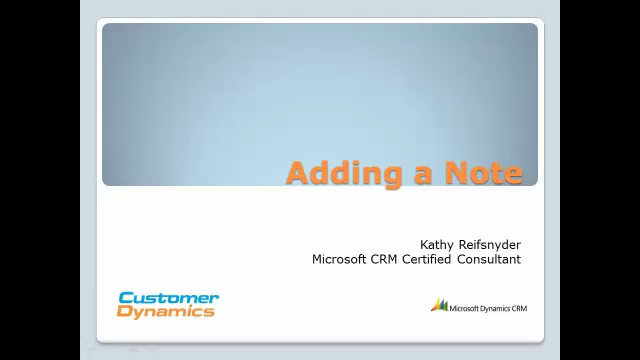 Adding a Note
Kathy Reifsnyder
Microsoft CRM Certified Consultant
Customer
Dynamics
Microsoft Dynamics CRM